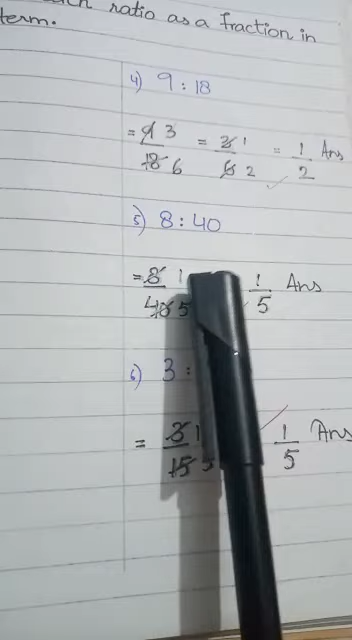 ratio as a fraction in
term.
4) 9 : 18
= 9 3 / 18 6 = 3 1 / 6 2 = 1 / 2 Ans
5) 8 : 40
= 8 1 / 40 5 1 / 5 Ans
6) 3 :
= 3 1 / 15 5 1 / 5 Ans